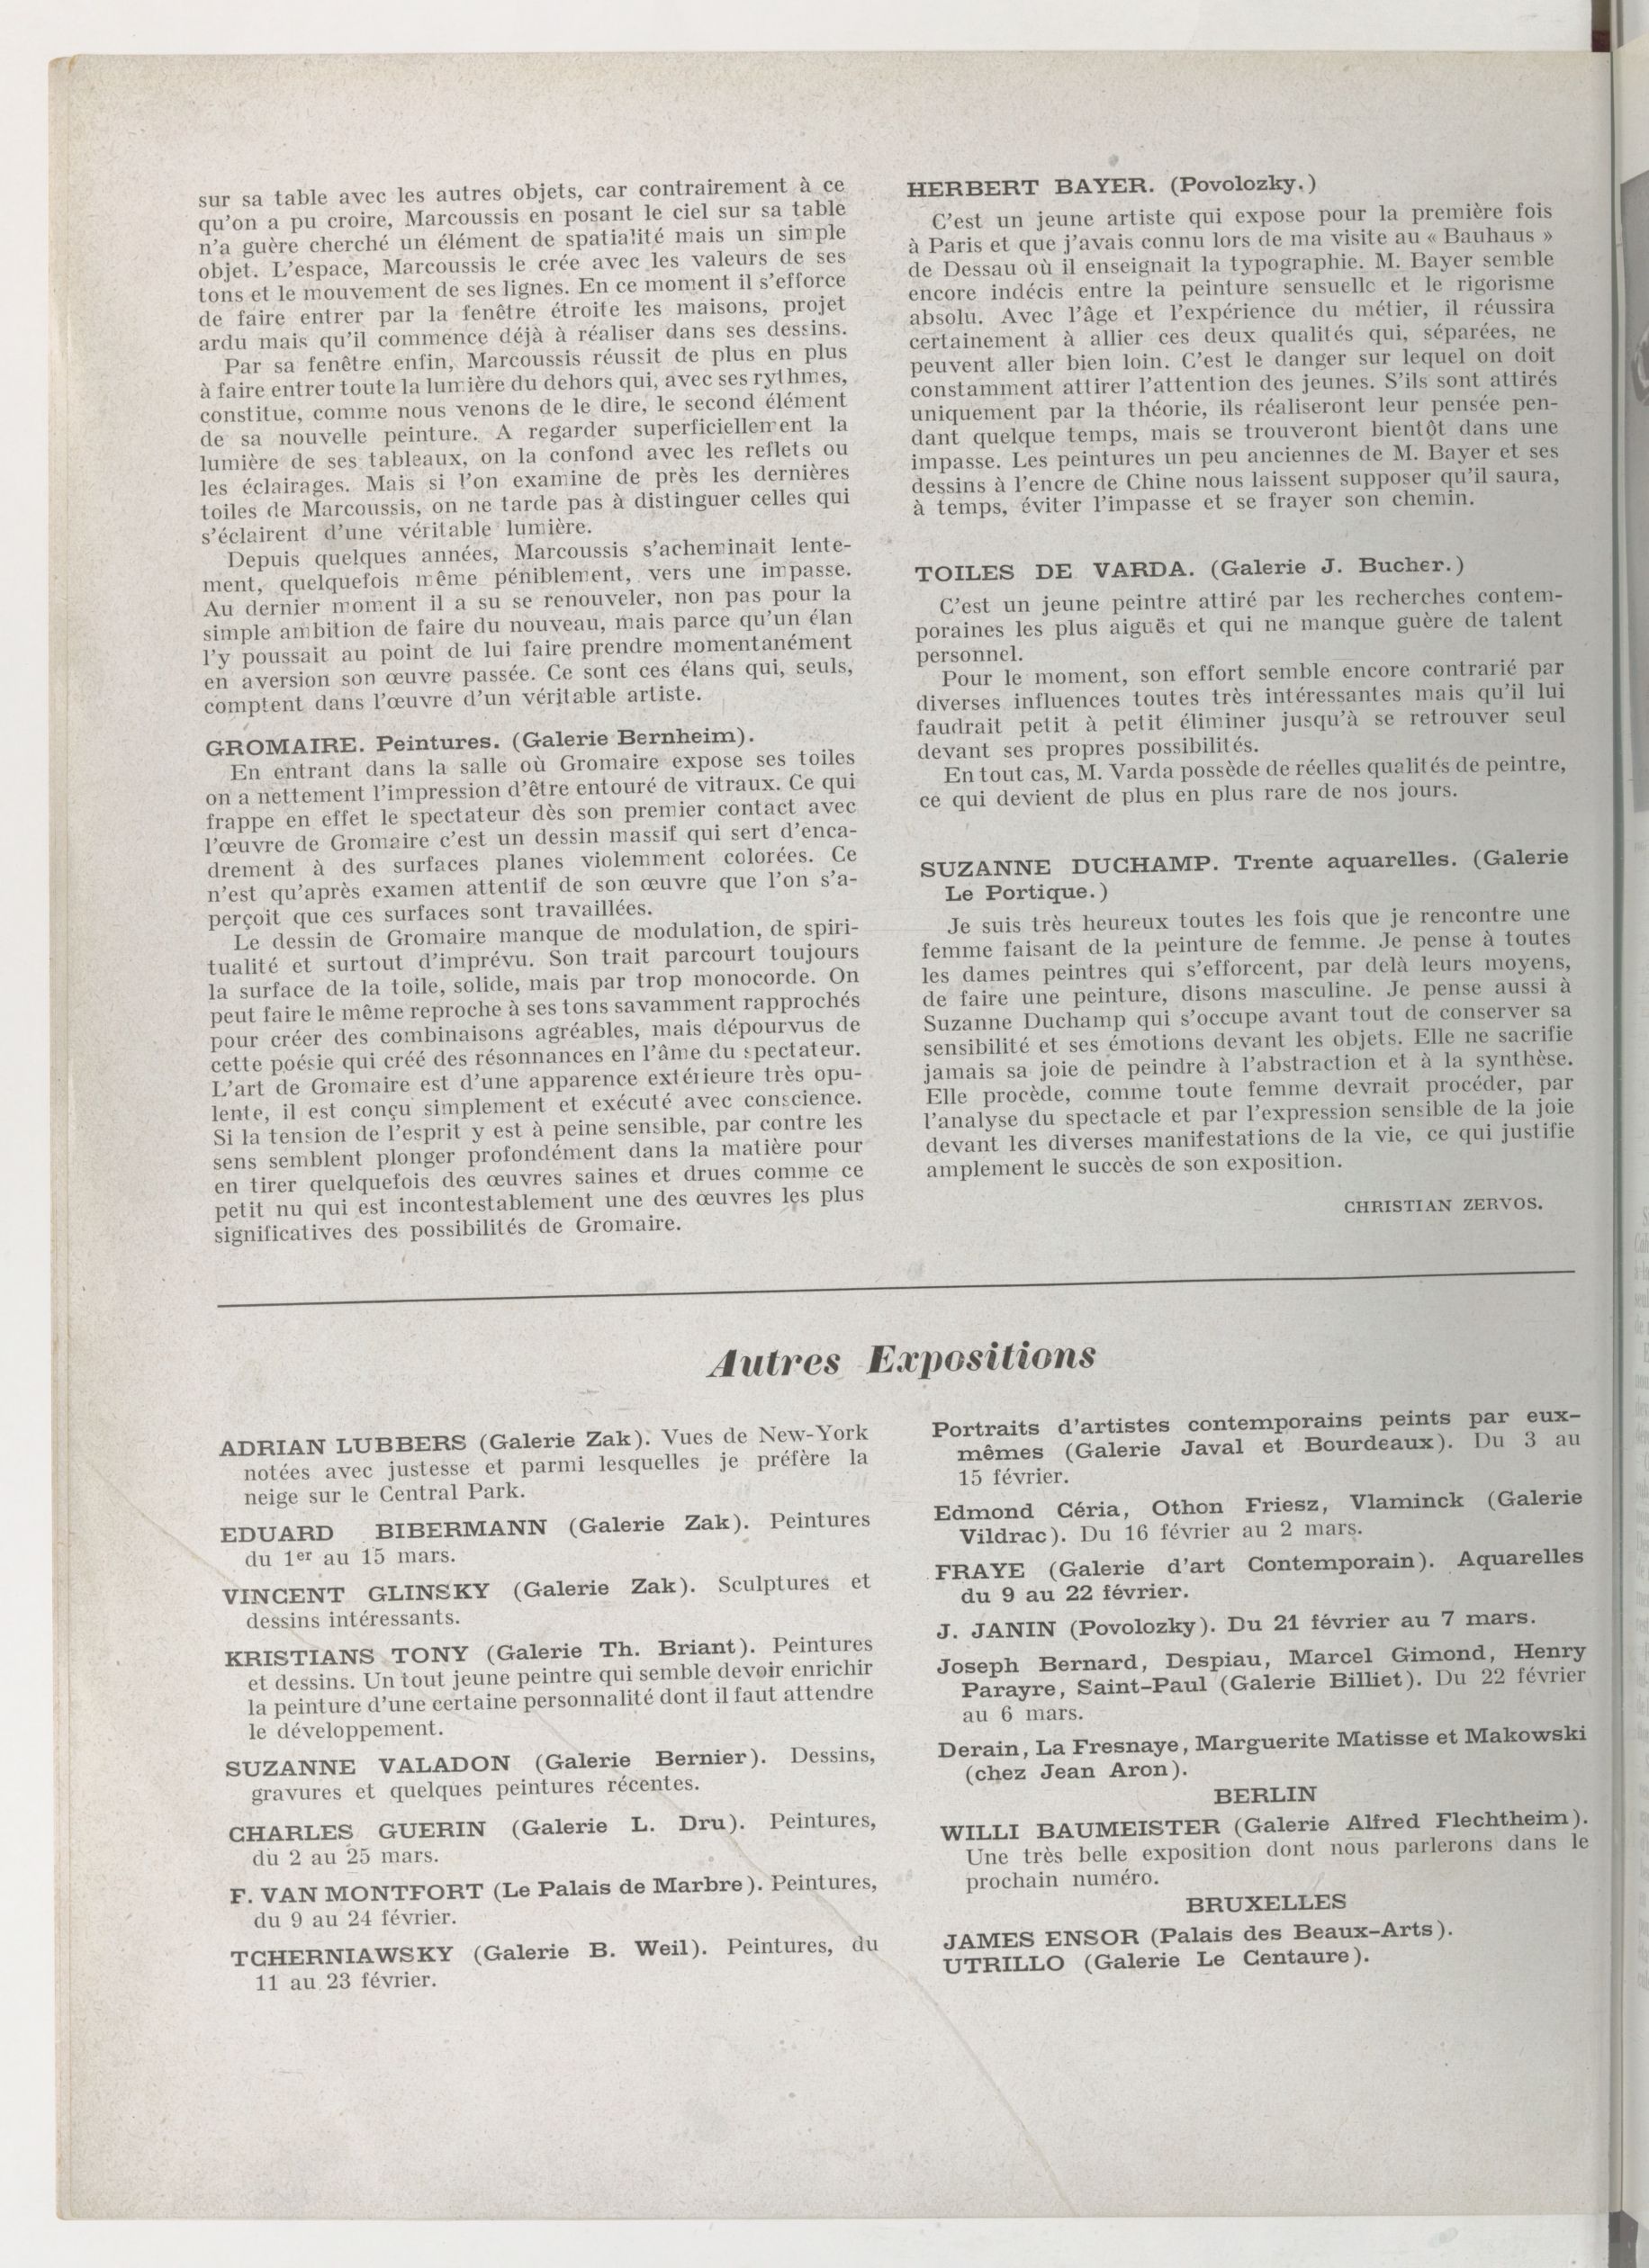 sur sa table avec les autres objets, car contrairement à ce
qu'on a pu croire, Marcoussis en posant le ciel sur sa table
n'a guère cherché un élément de spatialité mais un simple
objet. L'espace, Marcoussis le crée avec les valeurs de ses
tons et le mouvement de ses lignes. En ce moment il s'efforce
de faire entrer par la fenêtre étroite les maisons, projet
ardu mais qu'il commence déjà à réaliser dans ses dessins.
Par sa fenêtre enfin, Marcoussis réussit de plus en plus
à faire entrer toute la lumière du dehors qui, avec ses rythmes,
constitue, comme nous venons de le dire, le second élément
de sa nouvelle peinture. A regarder superficiellement la
lumière de ses tableaux, on la confond avec les reflets ou
les éclairages. Mais si l'on examine de près les dernières
toiles de Marcoussis, on ne tarde pas à distinguer celles qui
s'éclairent d'une véritable lumière.
Depuis quelques années, Marcoussis s'acheminait lente-
ment, quelquefois même péniblement, vers une impasse.
Au dernier moment il a su se renouveler, non pas pour la
simple ambition de faire du nouveau, mais parce qu'un élan
l'y poussait au point de lui faire prendre momentanément
en aversion son œuvre passée. Ce sont ces élans qui, seuls,
comptent dans l'œuvre d'un véritable artiste.
GROMAIRE. Peintures. (Galerie Bernheim).
En entrant dans la salle où Gromaire expose ses toiles
on a nettement l'impression d'être entouré de vitraux. Ce qui
frappe en effet le spectateur dès son premier contact avec
l'œuvre de Gromaire c'est un dessin massif qui sert d'enca-
drement à des surfaces planes violemment colorées. Ce
n'est qu'après examen attentif de son œuvre que l'on s'a-
perçoit que ces surfaces sont travaillées.
Le dessin de Gromaire manque de modulation, de spiri-
tualité et surtout d'imprévu. Son trait parcourt toujours
la surface de la toile, solide, mais par trop monocorde. On
peut faire le même reproche à ses tons savamment rapprochés
pour créer des combinaisons agréables, mais dépourvus de
cette poésie qui créé des résonnances en l'âme du spectateur.
L'art de Gromaire est d'une apparence extérieure très opu-
lente, il est conçu simplement et exécuté avec conscience.
Si la tension de l'esprit y est à peine sensible, par contre les
sens semblent plonger profondément dans la matière pour
en tirer quelquefois des œuvres saines et drues comme ce
petit nu qui est incontestablement une des œuvres les plus
significatives des possibilités de Gromaire.
HERBERT BAYER. (Povolozky.)
C'est un jeune artiste qui expose pour la première fois
à Paris et que j'avais connu lors de ma visite au « Bauhaus »
de Dessau où il enseignait la typographie. M. Bayer semble
encore indécis entre la peinture sensuelle et le rigorisme
absolu. Avec l'âge et l'expérience du métier, il réussira
certainement à allier ces deux qualités qui, séparées, ne
peuvent aller bien loin. C'est le danger sur lequel on doit
constamment attirer l'attention des jeunes. S'ils sont attirés
uniquement par la théorie, ils réaliseront leur pensée pen-
dant quelque temps, mais se trouveront bientôt dans une
impasse. Les peintures un peu anciennes de M. Bayer et ses
dessins à l'encre de Chine nous laissent supposer qu'il saura,
à temps, éviter l'impasse et se frayer son chemin.
TOILES DE VARDA. (Galerie J. Bucher.)
C'est un jeune peintre attiré par les recherches contem-
poraines les plus aiguës et qui ne manque guère de talent
personnel.
Pour le moment, son effort semble encore contrarié par
diverses influences toutes très intéressantes mais qu'il lui
faudrait petit à petit éliminer jusqu'à se retrouver seul
devant ses propres possibilités.
En tout cas, M. Varda possède de réelles qualités de peintre,
ce qui devient de plus en plus rare de nos jours.
SUZANNE DUCHAMP. Trente aquarelles. (Galerie
Le Portique.)
Je suis très heureux toutes les fois que je rencontre une
femme faisant de la peinture de femme. Je pense à toutes
les dames peintres qui s'efforcent, par delà leurs moyens,
de faire une peinture, disons masculine. Je pense aussi à
Suzanne Duchamp qui s'occupe avant tout de conserver sa
sensibilité et ses émotions devant les objets. Elle ne sacrifie
jamais sa joie de peindre à l'abstraction et à la synthèse.
Elle procède, comme toute femme devrait procéder, par
l'analyse du spectacle et par l'expression sensible de la joie
devant les diverses manifestations de la vie, ce qui justifie
amplement le succès de son exposition.
CHRISTIAN ZERVOS.
Autres Expositions
ADRIAN LUBBERS (Galerie Zak). Vues de New-York
notées avec justesse et parmi lesquelles je préfère la
neige sur le Central Park.
EDUARD BIBERMANN (Galerie Zak). Peintures
du 1er au 15 mars.
VINCENT GLINSKY (Galerie Zak). Sculptures et
dessins intéressants.
KRISTIANS TONY (Galerie Th. Briant). Peintures
et dessins. Un tout jeune peintre qui semble devoir enrichir
la peinture d'une certaine personnalité dont il faut attendre
le développement.
SUZANNE VALADON (Galerie Bernier). Dessins,
gravures et quelques peintures récentes.
CHARLES GUERIN (Galerie L. Dru). Peintures,
du 2 au 25 mars.
F. VAN MONTFORT (Le Palais de Marbre). Peintures,
du 9 au 24 février.
TCHERNIAWSKY (Galerie B. Weil). Peintures, du
11 au 23 février.
Portraits d'artistes contemporains peints par eux-
mêmes (Galerie Javal et Bourdeaux). Du 3 au
15 février.
Edmond Céria, Othon Friesz, Vlaminck (Galerie
Vildrac). Du 16 février au 2 mars.
FRAYE (Galerie d'art Contemporain). Aquarelles
du 9 au 22 février.
J. JANIN (Povolozky). Du 21 février au 7 mars.
Joseph Bernard, Despiau, Marcel Gimond, Henry
Parayre, Saint-Paul (Galerie Billiet). Du 22 février
au 6 mars.
Derain, La Fresnaye, Marguerite Matisse et Makowski
(chez Jean Aron).
BERLIN
WILLI BAUMEISTER (Galerie Alfred Flechtheim).
Une très belle exposition dont nous parlerons dans le
prochain numéro.
BRUXELLES
JAMES ENSOR (Palais des Beaux-Arts).
UTRILLO (Galerie Le Centaure).